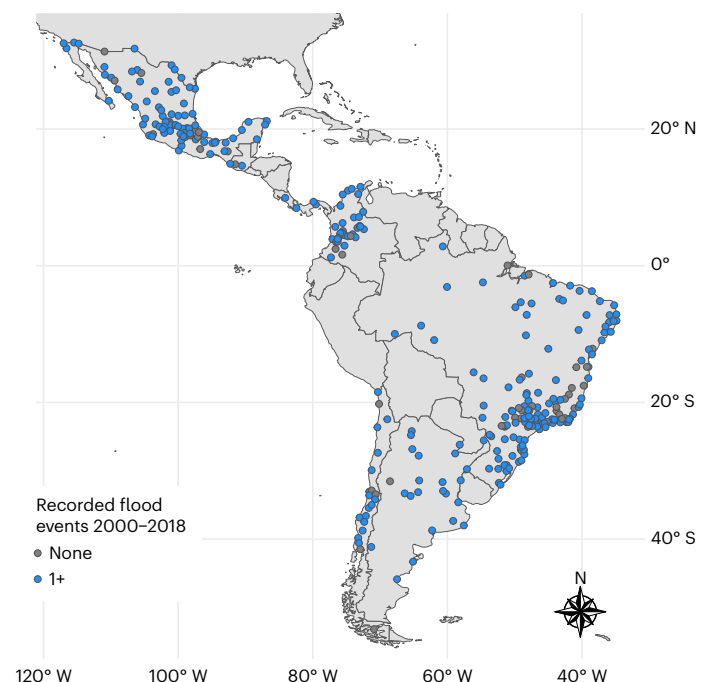 20° N
0°
20° S
Recorded flood
events 2000–2018
None
1+
40° S
N
120° W 100° W 80° W 60° W 40° W